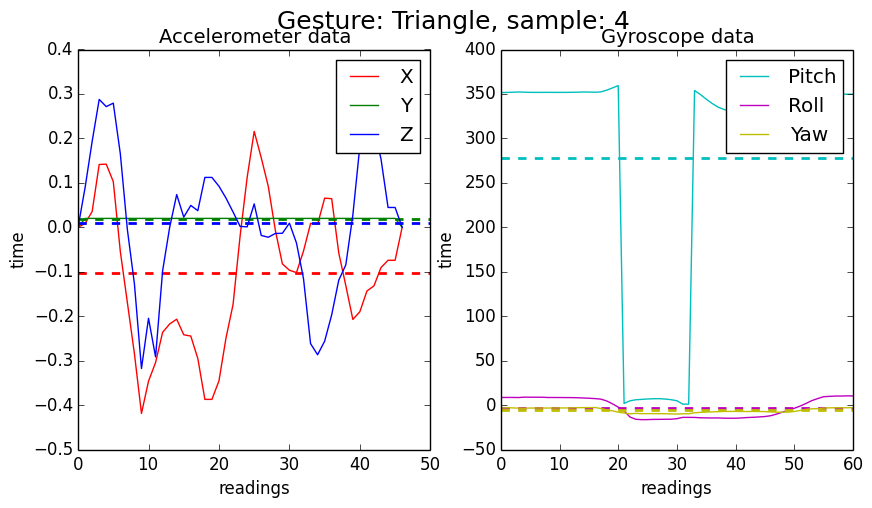 Gesture: Triangle, sample: 4
Accelerometer data
0.4
0.3
0.2
0.1
0.0
−0.1
−0.2
−0.3
−0.4
−0.5
time
0 10 20 30 40 50
readings
X
Y
Z
Gyroscope data
400
350
300
250
200
150
100
50
0
−50
time
0 10 20 30 40 50 60
readings
Pitch
Roll
Yaw